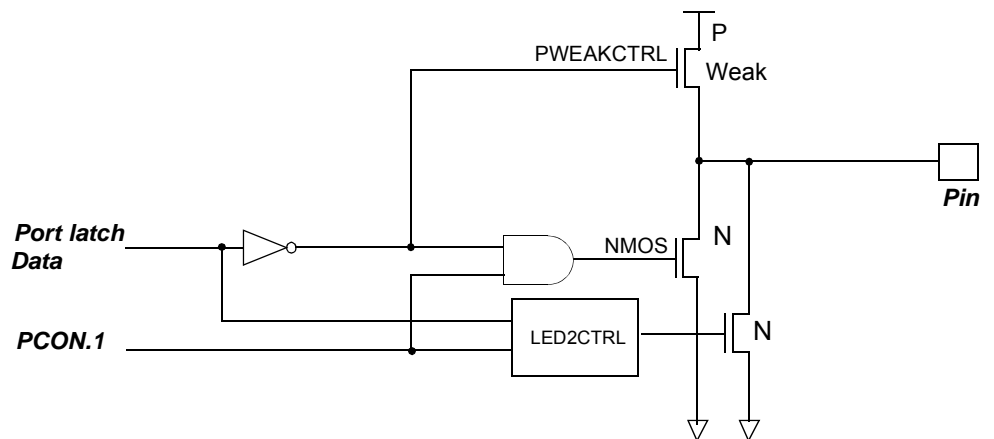 P
PWEAKCTRL
Weak
Pin
Port latch
Data
NMOS
N
PCON.1
LED2CTRL
N